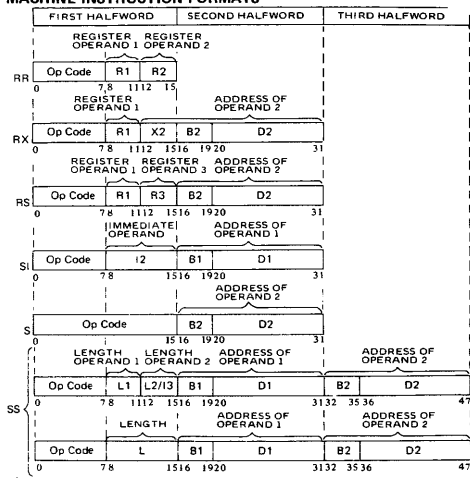 MACHINE INSTRUCTION FORMATS
FIRST HALFWORD SECOND HALFWORD THIRD HALFWORD
REGISTER REGISTER
OPERAND 1 OPERAND 2
RR Op Code R1 R2
0 7 8 11 12 15
REGISTER ADDRESS OF
OPERAND 1 OPERAND 2
RX Op Code R1 X2 B2 D2
0 7 8 11 12 15 16 19 20 31
REGISTER REGISTER ADDRESS OF
OPERAND 1 OPERAND 3 OPERAND 2
RS Op Code R1 R3 B2 D2
0 7 8 11 12 15 16 19 20 31
IMMEDIATE ADDRESS OF
OPERAND OPERAND 1
SI Op Code I2 B1 D1
0 7 8 15 16 19 20 31
ADDRESS OF
OPERAND 2
S Op Code B2 D2
0 15 16 19 20 31
LENGTH LENGTH ADDRESS OF ADDRESS OF
OPERAND 1 OPERAND 2 OPERAND 1 OPERAND 2
SS Op Code L1 L2/I3 B1 D1 B2 D2
0 7 8 11 12 15 16 19 20 31 32 35 36 47
ADDRESS OF ADDRESS OF
LENGTH OPERAND 1 OPERAND 2
Op Code L B1 D1 B2 D2
0 7 8 15 16 19 20 31 32 35 36 47